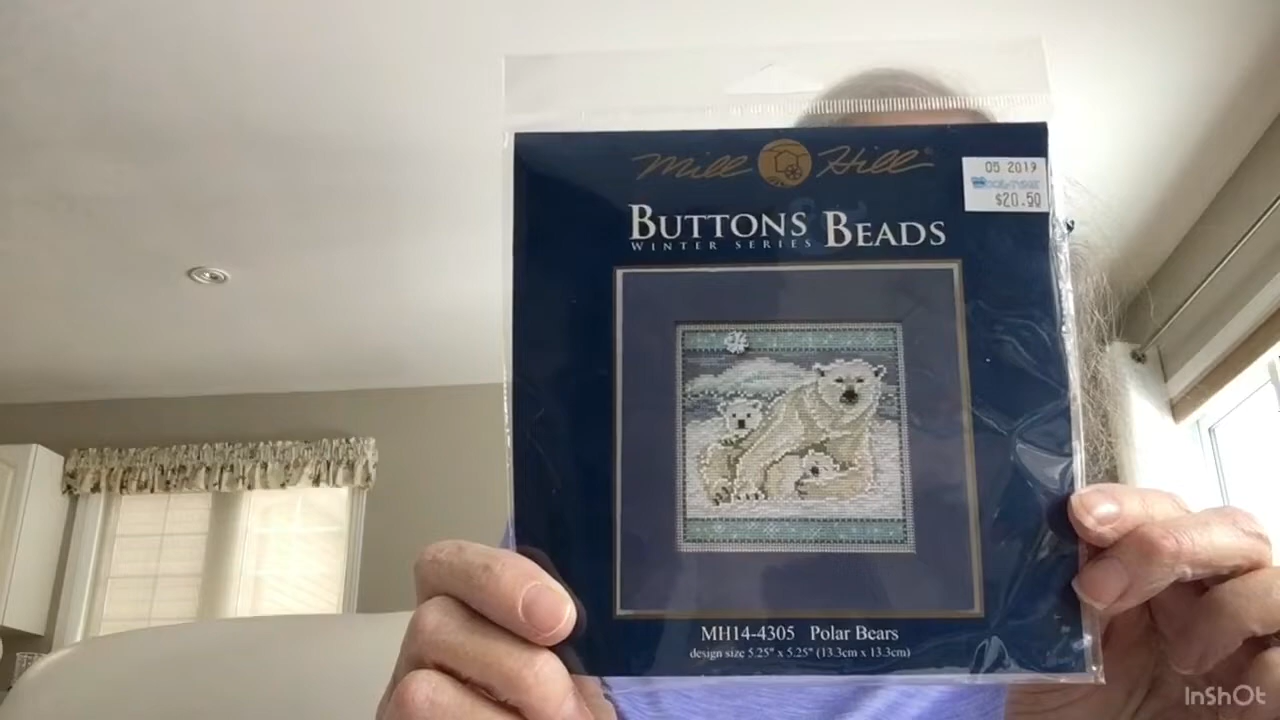 Mill Hill®
05 2019
$20.50
BUTTONS BEADS
WINTER SERIES
MH14-4305 Polar Bears
design size 5.25" x 5.25" (13.3cm x 13.3cm)
InShOt